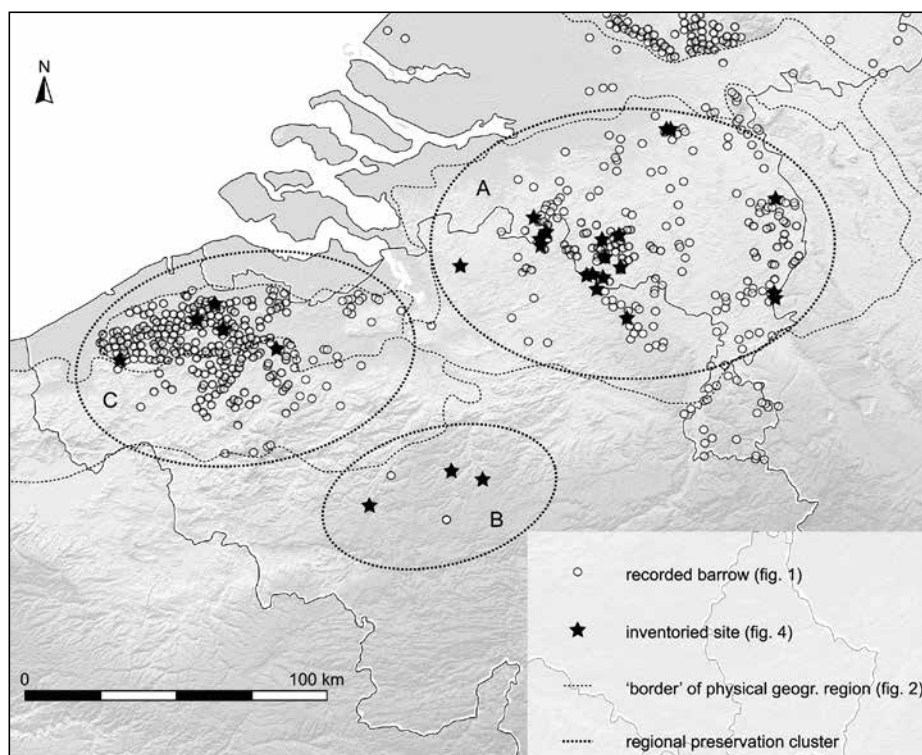 N
A
C
B
recorded barrow (fig. 1)
inventoried site (fig. 4)
'border' of physical geogr. region (fig. 2)
regional preservation cluster
0 100 km